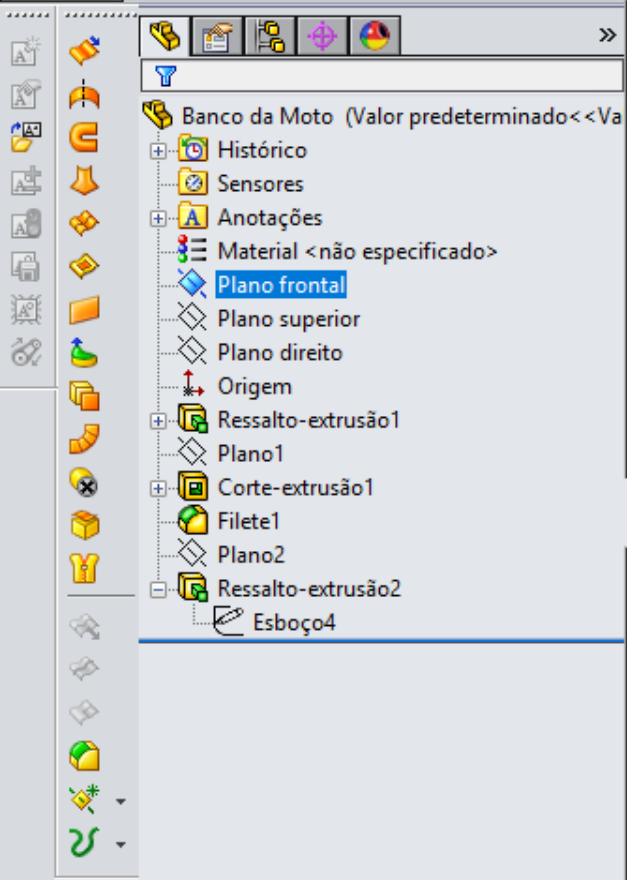 Banco da Moto (Valor predeterminado<<Va
Histórico
Sensores
Anotações
Material <não especificado>
Plano frontal
Plano superior
Plano direito
Origem
Ressalto-extrusão1
Plano1
Corte-extrusão1
Filete1
Plano2
Ressalto-extrusão2
Esboço4